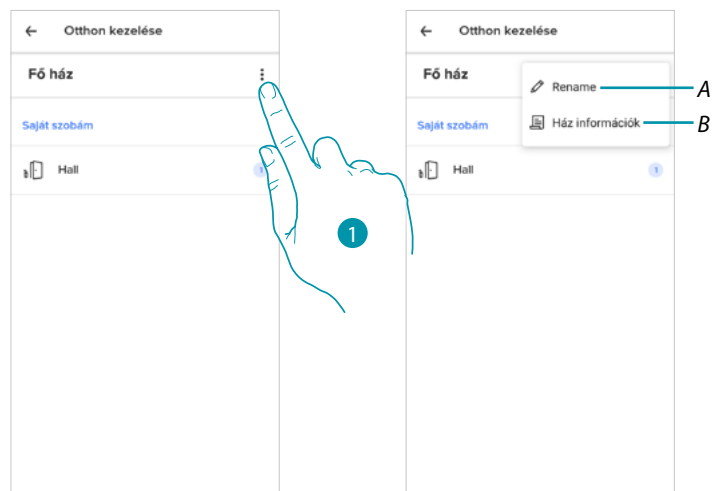 Otthon kezelése
Fő ház
Saját szobám
Hall
1
1
Otthon kezelése
Fő ház
Rename
A
Ház információk
B
Saját szobám
Hall
1